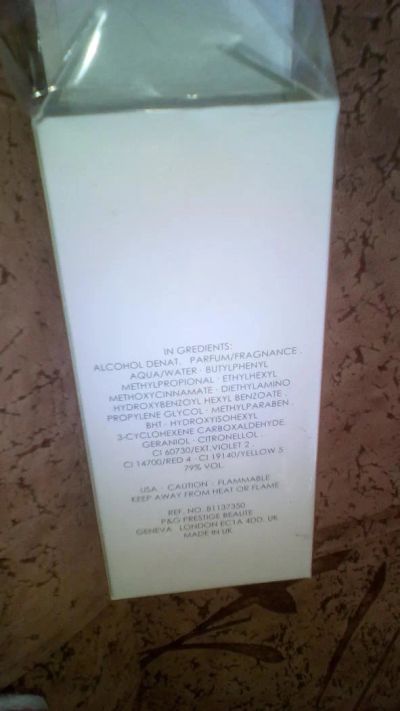 IN GREDIENTS:
ALCOHOL DENAT. PARFUM/FRAGRANCE .
AQUA/WATER · BUTYLPHENYL
METHYLPROPIONAL · ETHYLHEXYL
METHOXYCINNAMATE · DIETHYLAMINO
HYDROXYBENZOYL HEXYL BENZOATE .
PROPYLENE GLYCOL · METHYLPARABEN .
BHT · HYDROXYISOHEXYL
3-CYCLOHEXENE CARBOXALDEHYDE
GERANIOL · CITRONELLOL .
CI 60730/EXT.VIOLET 2 .
CI 14700/RED 4 · CI 19140/YELLOW 5
79% VOL.
USA · CAUTION : FLAMMABLE
KEEP AWAY FROM HEAT OR FLAME
REF. NO. 81137350
P&G PRESTIGE BEAUTE
GENEVA LONDON EC1A 4DD. UK
MADE IN UK